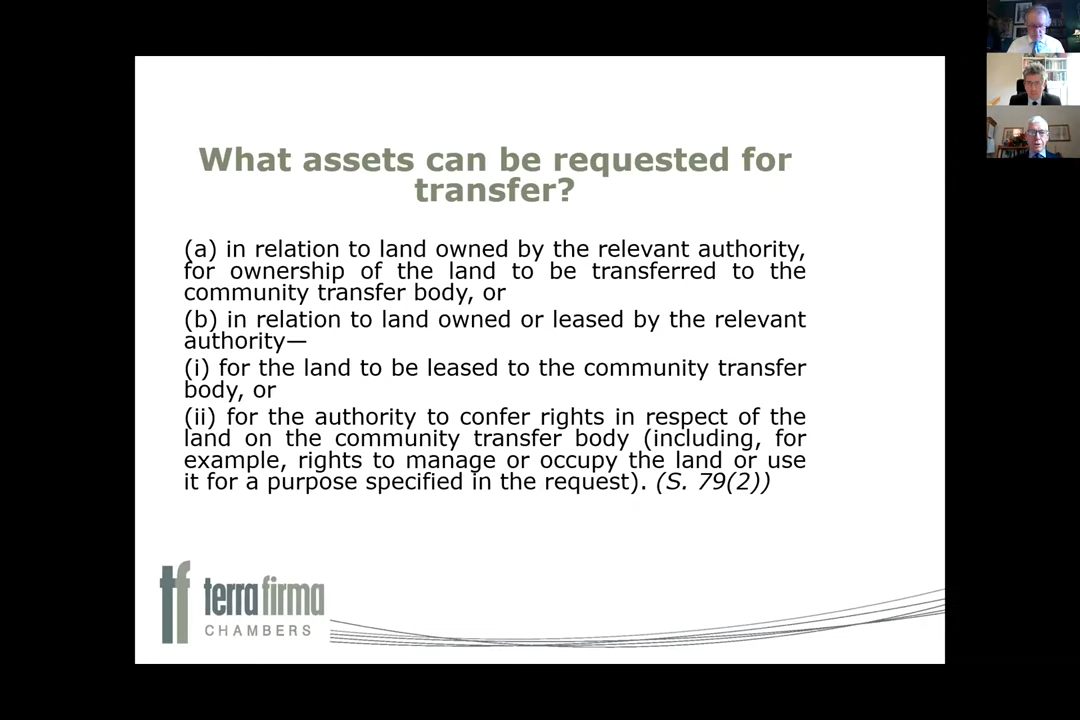 What assets can be requested for
transfer?
(a) in relation to land owned by the relevant authority,
for ownership of the land to be transferred to the
community transfer body, or
(b) in relation to land owned or leased by the relevant
authority—
(i) for the land to be leased to the community transfer
body, or
(ii) for the authority to confer rights in respect of the
land on the community transfer body (including, for
example, rights to manage or occupy the land or use
it for a purpose specified in the request). (S. 79(2))
tf terra firma
CHAMBERS